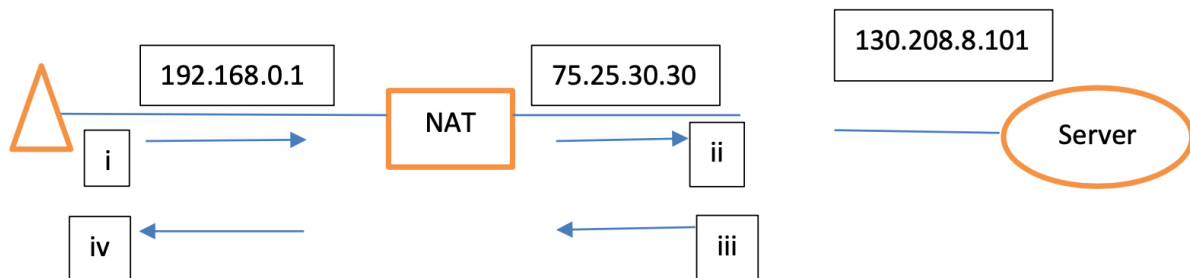 130.208.8.101
192.168.0.1
75.25.30.30
NAT
Server
i
ii
iv
iii